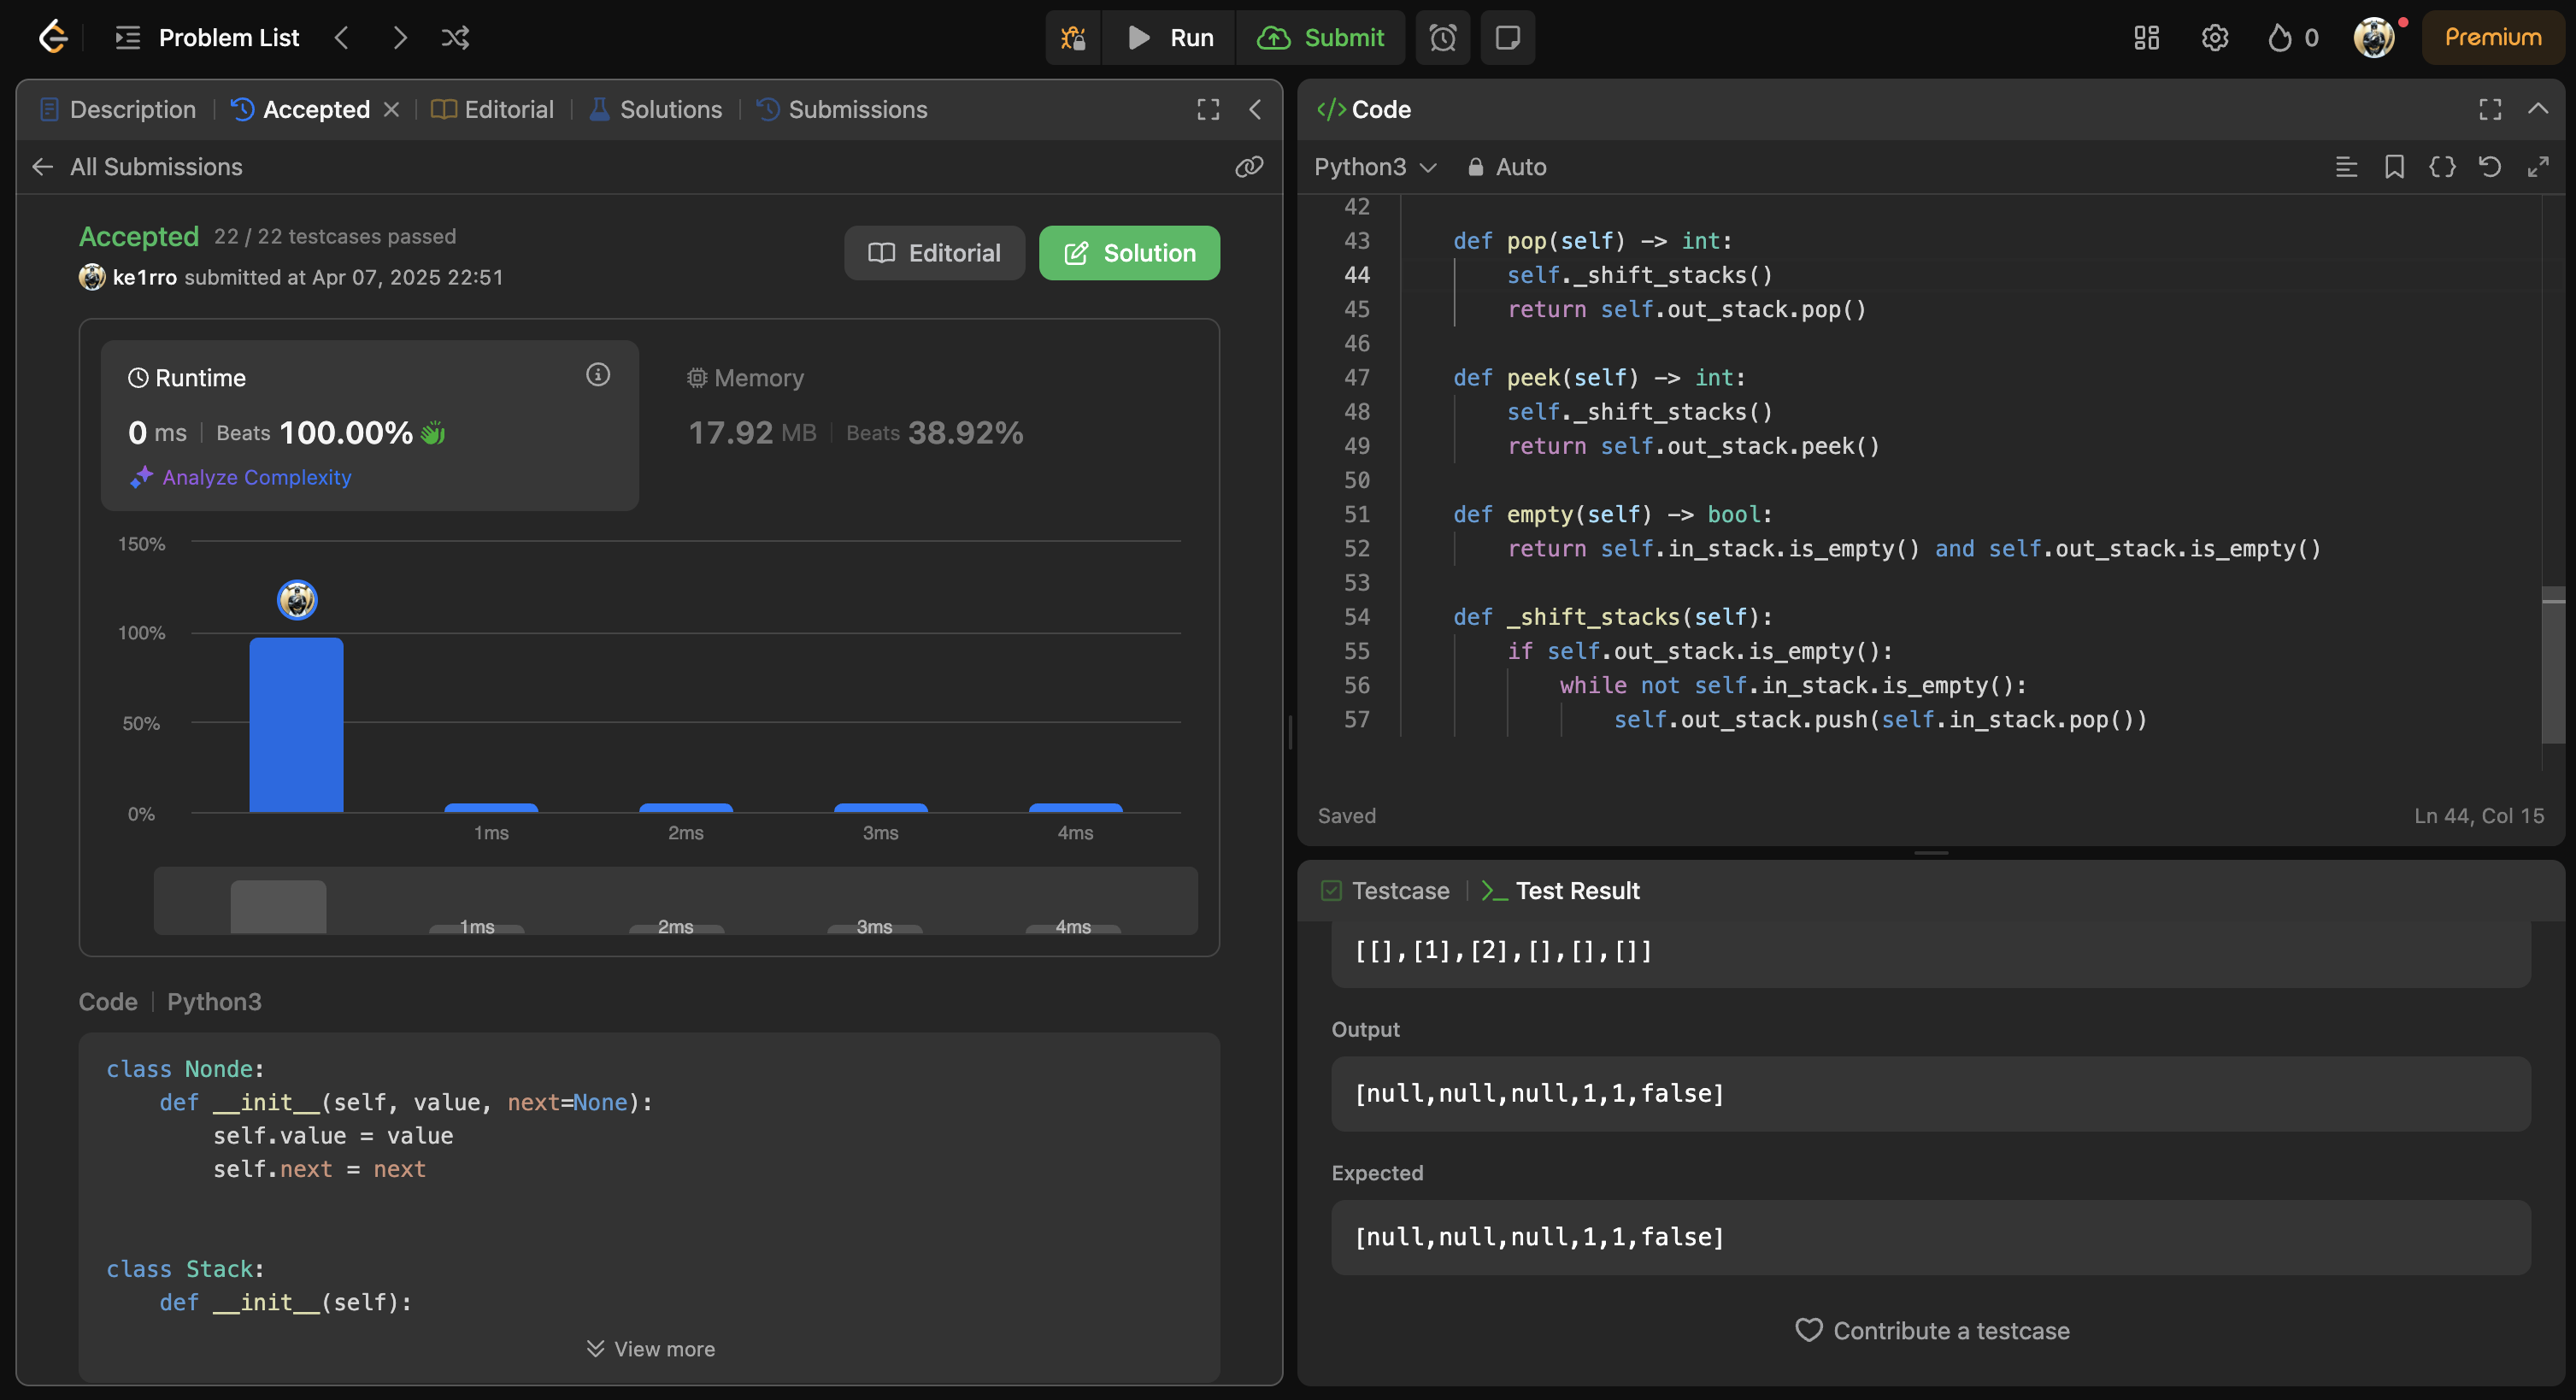 Problem List
Run
Submit
0
Premium
Description
Accepted
Editorial
Solutions
Submissions
All Submissions
Accepted 22 / 22 testcases passed
ke1rro submitted at Apr 07, 2025 22:51
Editorial
Solution
Runtime
0 ms | Beats 100.00%
Analyze Complexity
Memory
17.92 MB | Beats 38.92%
150%
100%
50%
0%
1ms
2ms
3ms
4ms
1ms
2ms
3ms
4ms
Code | Python3
class Nonde:
    def __init__(self, value, next=None):
        self.value = value
        self.next = next
class Stack:
    def __init__(self):
View more
</> Code
Python3
Auto
42
43     def pop(self) -> int:
44         self._shift_stacks()
45         return self.out_stack.pop()
46
47     def peek(self) -> int:
48         self._shift_stacks()
49         return self.out_stack.peek()
50
51     def empty(self) -> bool:
52         return self.in_stack.is_empty() and self.out_stack.is_empty()
53
54     def _shift_stacks(self):
55         if self.out_stack.is_empty():
56             while not self.in_stack.is_empty():
57                 self.out_stack.push(self.in_stack.pop())
Saved
Ln 44, Col 15
Testcase
Test Result
[[],[1],[2],[],[],[]]
Output
[null,null,null,1,1,false]
Expected
[null,null,null,1,1,false]
Contribute a testcase